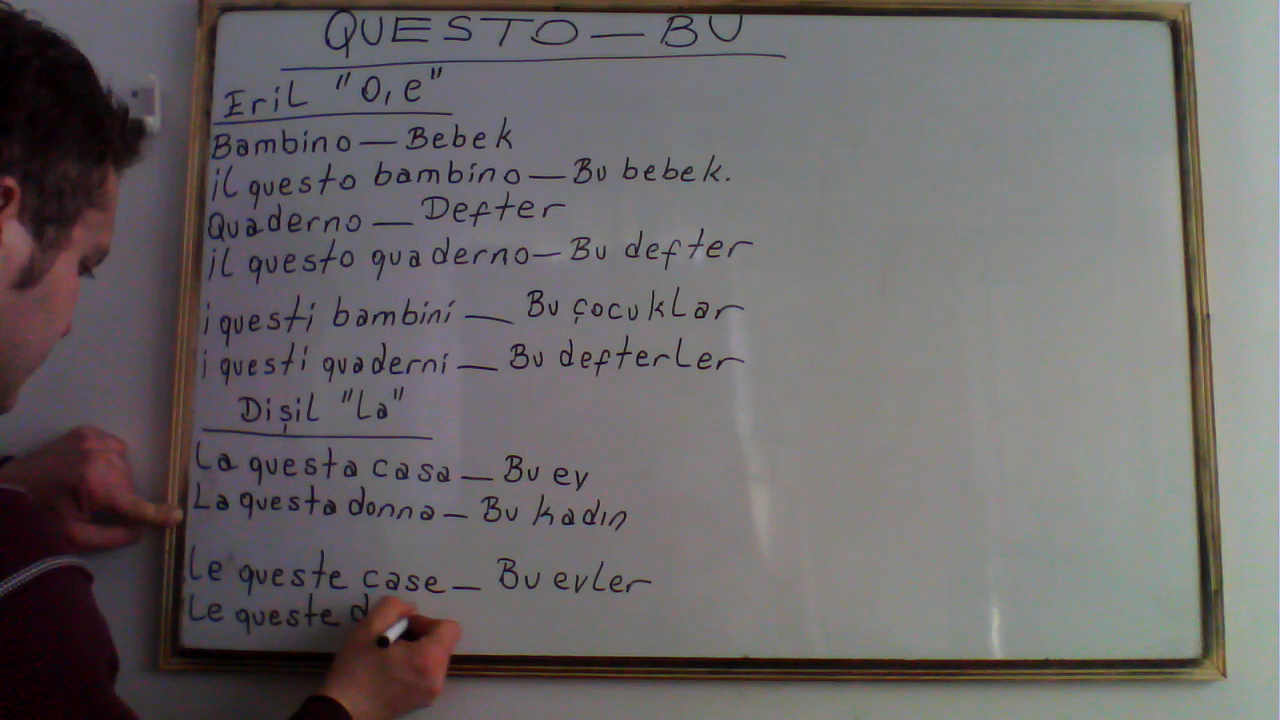 QUESTO — BU
Eril "O, e"
Bambino — Bebek
il questo bambino — Bu bebek.
Quaderno — Defter
il questo quaderno — Bu defter
i questi bambini — Bu çocuklar
i questi quaderni — Bu defterler
Dişil "La"
La questa casa — Bu ev
La questa donna — Bu kadın
Le queste case — Bu evler
Le queste d